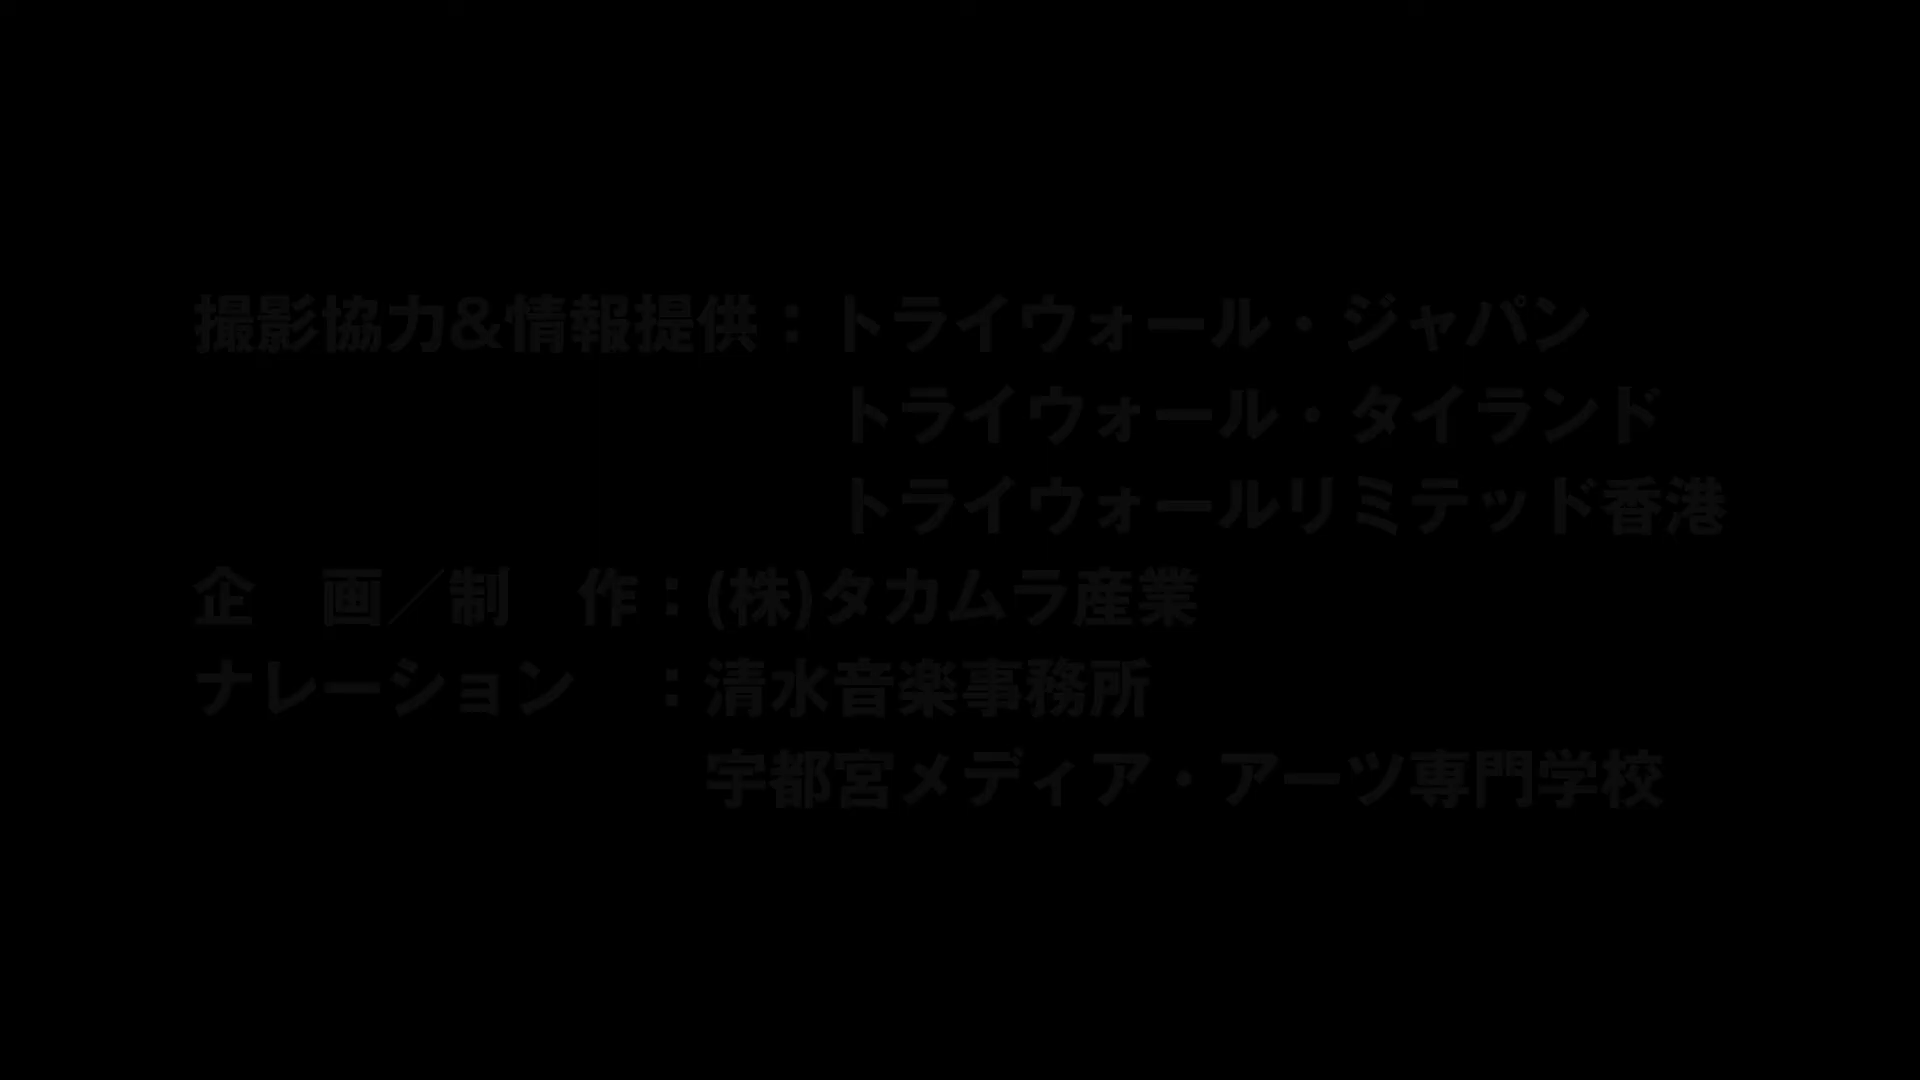 撮影協力&情報提供：トライウォール・ジャパン
トライウォール・タイランド
トライウォールリミテッド香港
企　画／制　作：(株)タカムラ産業
ナレーション　：清水音楽事務所
宇都宮メディア・アーツ専門学校